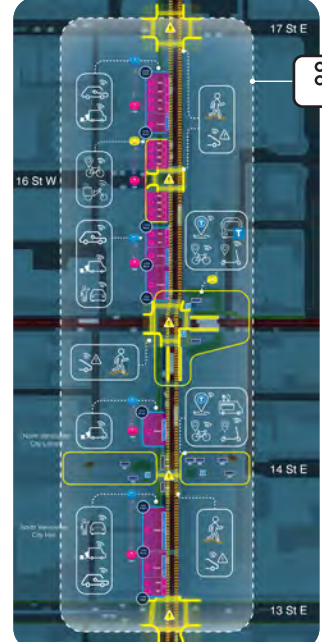 17 St E
16 St W
T
T
T
North Vancouver
City Library
14 St E
North Vancouver
City Hall
13 St E